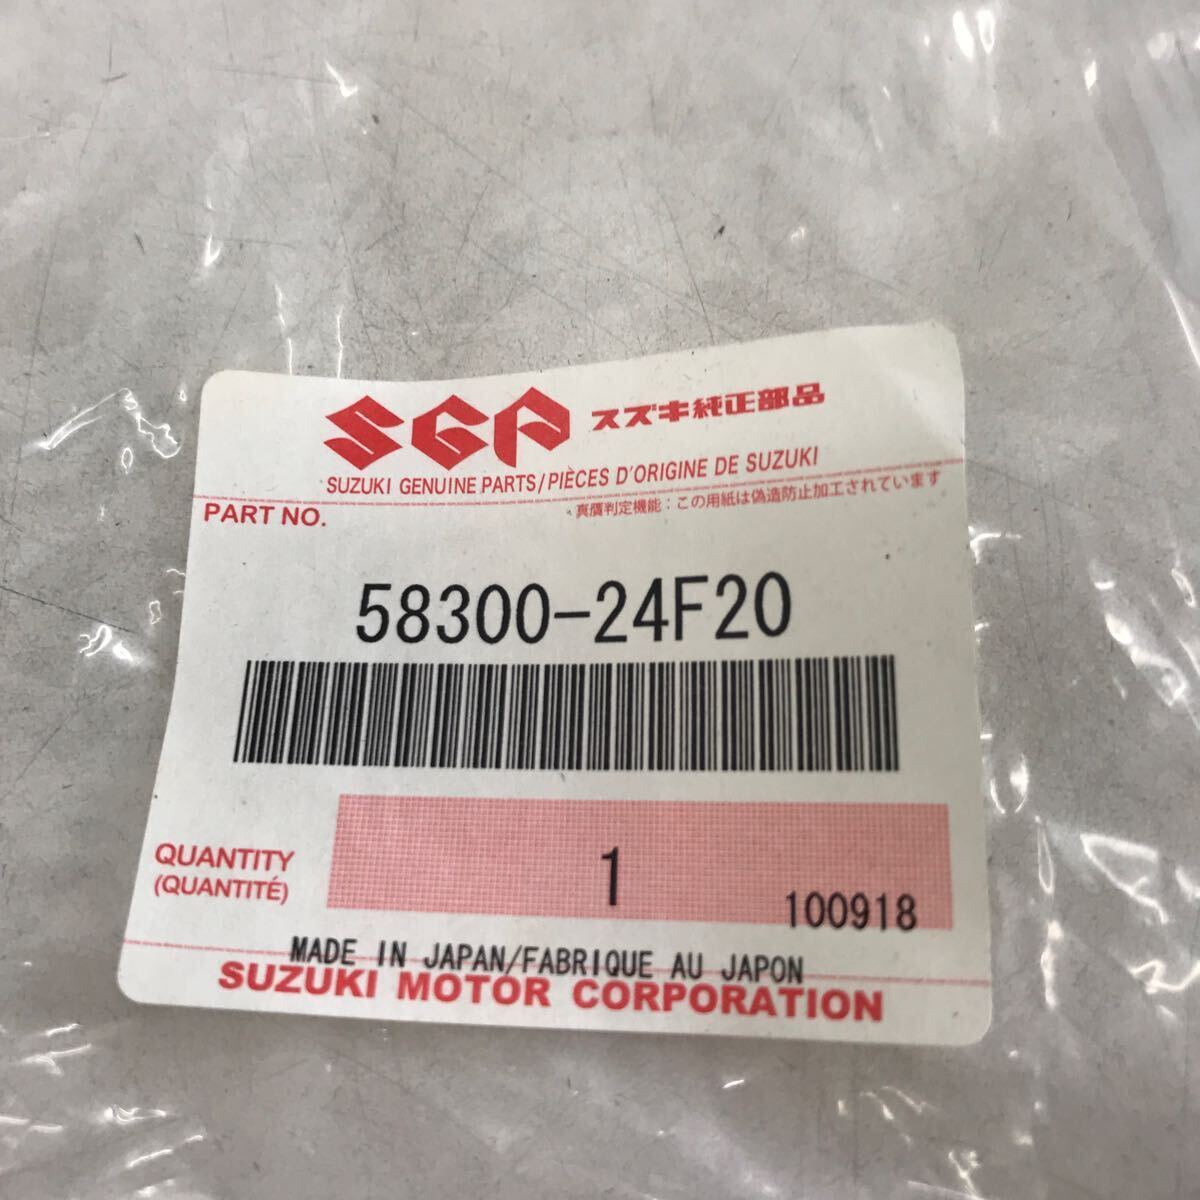 SGP スズキ純正部品
SUZUKI GENUINE PARTS/PIÈCES D'ORIGINE DE SUZUKI
PART NO.
真贋判定機能：この用紙は偽造防止加工されています
58300-24F20
QUANTITY
(QUANTITÉ)
1
100918
MADE IN JAPAN/FABRIQUE AU JAPON
SUZUKI MOTOR CORPORATION